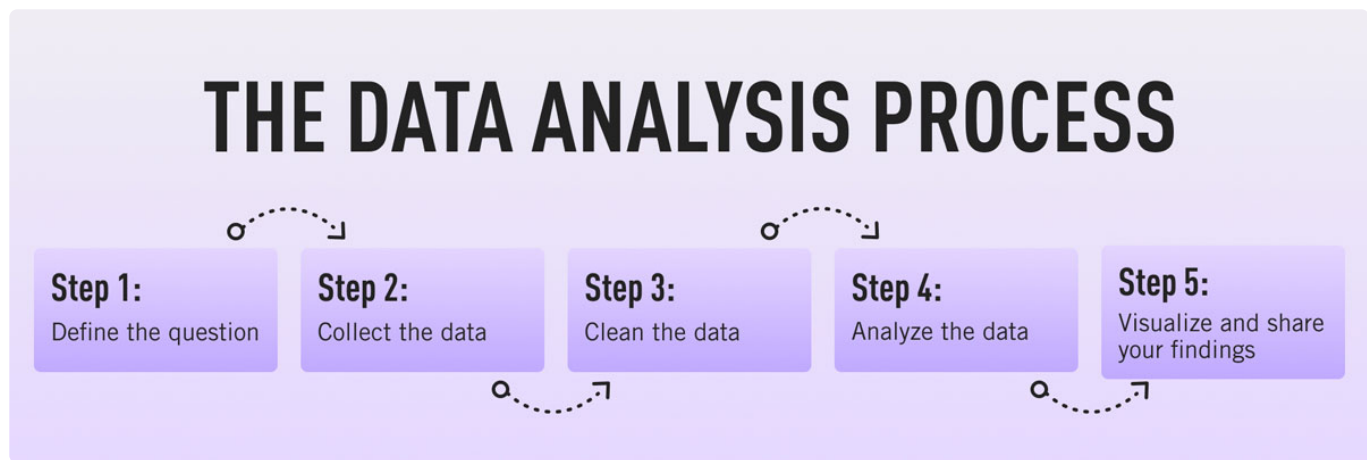 THE DATA ANALYSIS PROCESS
Step 1:
Define the question
Step 2:
Collect the data
Step 3:
Clean the data
Step 4:
Analyze the data
Step 5:
Visualize and share
your findings